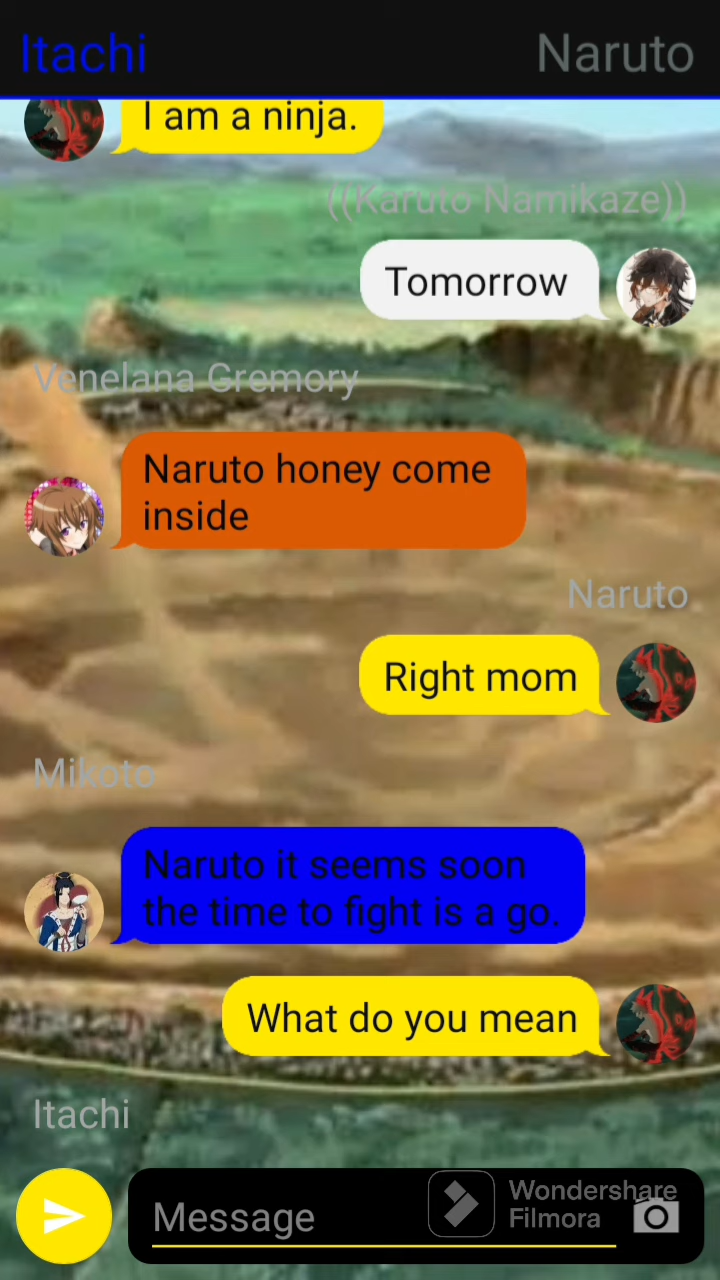 Itachi
Naruto
I am a ninja.
((Karuto Namikaze))
Tomorrow
Venelana Gremory
Naruto honey come
inside
Naruto
Right mom
Mikoto
Naruto it seems soon
the time to fight is a go.
What do you mean
Itachi
Message
Wondershare
Filmora